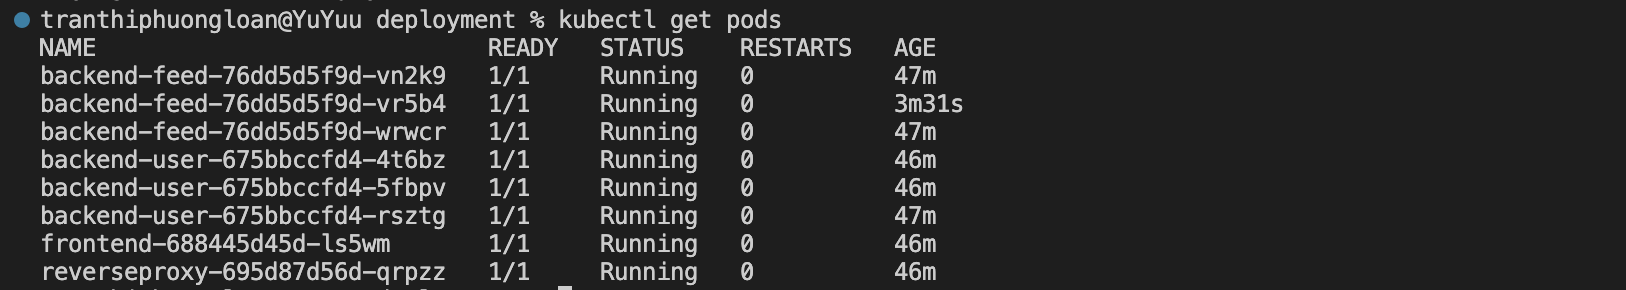 tranthiphuongloan@YuYuu deployment % kubectl get pods
NAME READY STATUS RESTARTS AGE
backend-feed-76dd5d5f9d-vn2k9 1/1 Running 0 47m
backend-feed-76dd5d5f9d-vr5b4 1/1 Running 0 3m31s
backend-feed-76dd5d5f9d-wrwcr 1/1 Running 0 47m
backend-user-675bbccfd4-4t6bz 1/1 Running 0 46m
backend-user-675bbccfd4-5fbpv 1/1 Running 0 46m
backend-user-675bbccfd4-rsztg 1/1 Running 0 47m
frontend-688445d45d-ls5wm 1/1 Running 0 46m
reverseproxy-695d87d56d-qrpzz 1/1 Running 0 46m